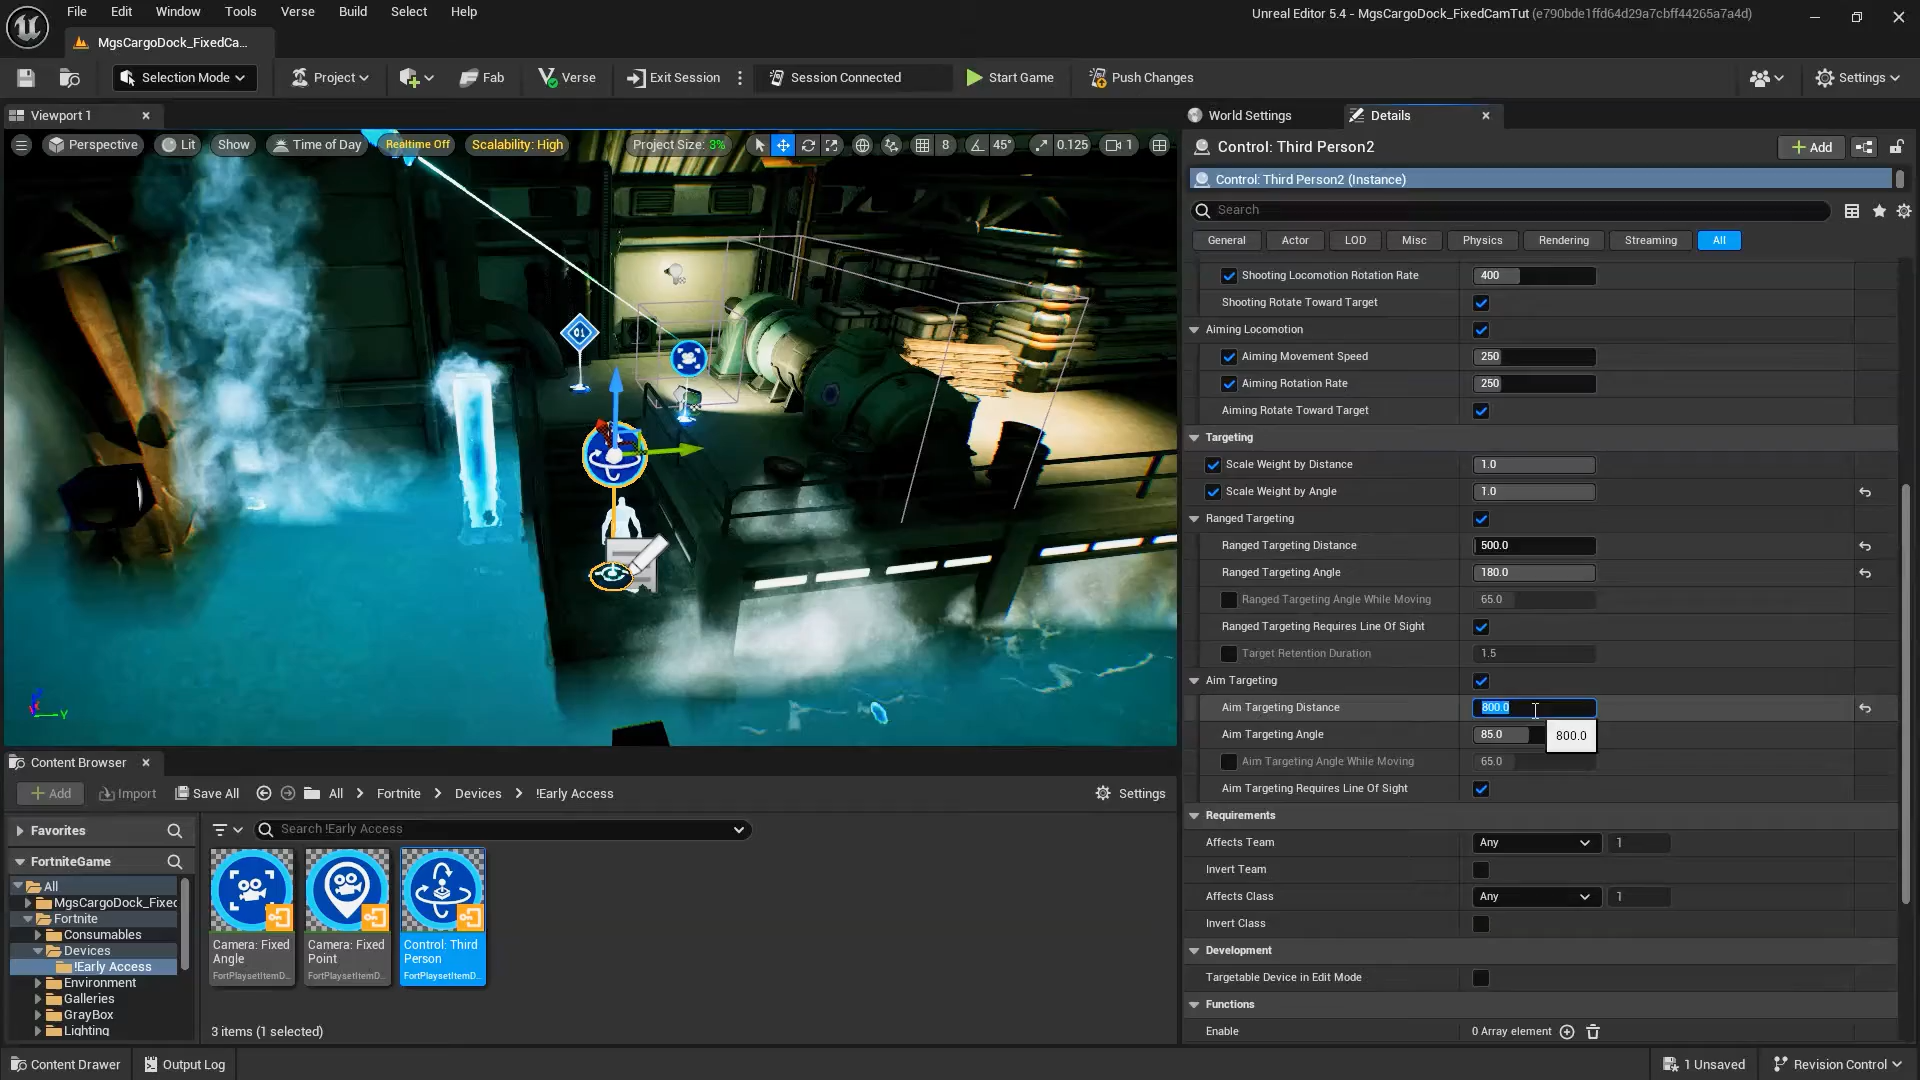 File Edit Window Tools Verse Build Select Help
Unreal Editor 5.4 - MgsCargoDock_FixedCamTut (e790bde1ffd64d29a7cbff44265a7a4d)
MgsCargoDock_FixedCa...
Selection Mode Project Fab Verse Exit Session Session Connected Start Game Push Changes Settings
Viewport 1
Perspective Lit Show Time of Day Realtime Off Scalability: High Project Size: 3% 8 45° 0.125 1
01
World Settings Details
Control: Third Person2
Add
Control: Third Person2 (Instance)
Search
General Actor LOD Misc Physics Rendering Streaming All
Shooting Locomotion Rotation Rate 400
Shooting Rotate Toward Target
Aiming Locomotion
Aiming Movement Speed 250
Aiming Rotation Rate 250
Aiming Rotate Toward Target
Targeting
Scale Weight by Distance 1.0
Scale Weight by Angle 1.0
Ranged Targeting
Ranged Targeting Distance 500.0
Ranged Targeting Angle 180.0
Ranged Targeting Angle While Moving 65.0
Ranged Targeting Requires Line Of Sight
Target Retention Duration 1.5
Aim Targeting
Aim Targeting Distance 800.0
Aim Targeting Angle 85.0
800.0
Aim Targeting Angle While Moving 65.0
Aim Targeting Requires Line Of Sight
Requirements
Affects Team Any 1
Invert Team
Affects Class Any 1
Invert Class
Development
Targetable Device in Edit Mode
Functions
Enable 0 Array element
Y
Content Browser
Add Import Save All All Fortnite Devices !Early Access Settings
Favorites
Search !Early Access
FortniteGame
All
MgsCargoDock_Fixec
Fortnite
Consumables
Devices
!Early Access
Environment
Galleries
GrayBox
Lighting
Camera: Fixed Angle
FortPlaysetItemD...
Camera: Fixed Point
FortPlaysetItemD...
Control: Third Person
FortPlaysetItemD...
3 items (1 selected)
Content Drawer Output Log 1 Unsaved Revision Control